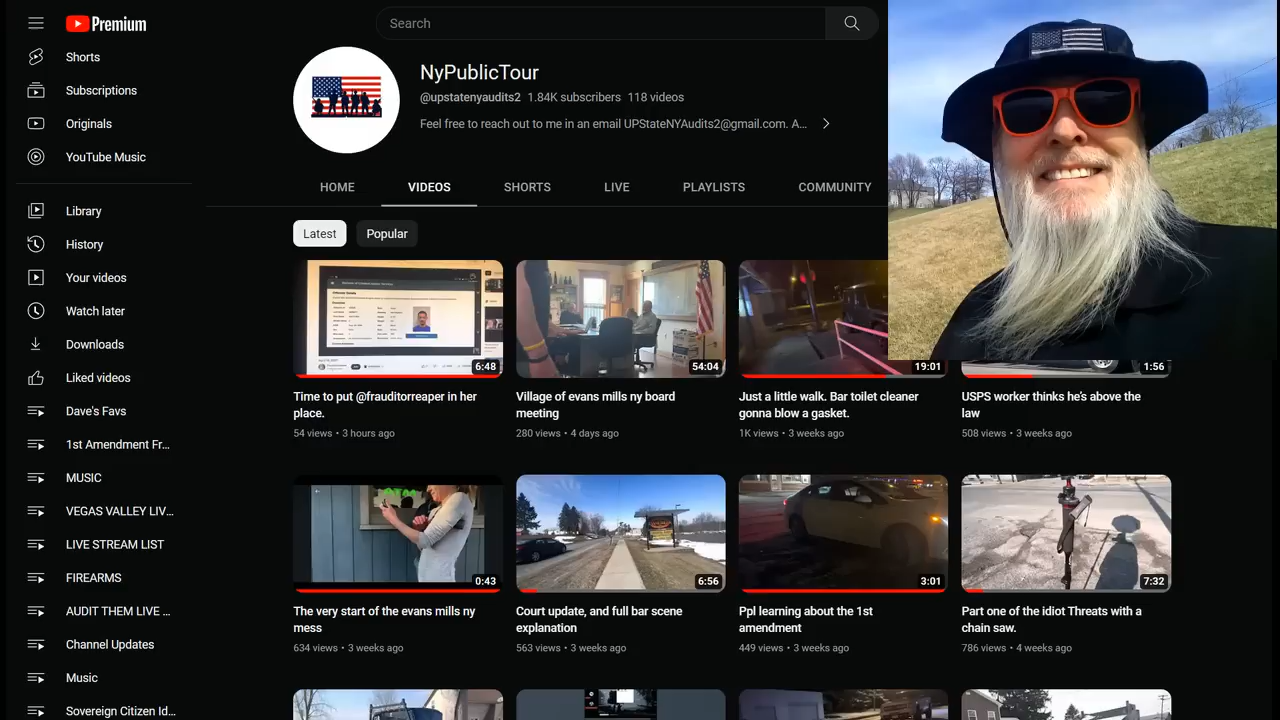 Premium
Search
Shorts
Subscriptions
Originals
YouTube Music
Library
History
Your videos
Watch later
Downloads
Liked videos
Dave's Favs
1st Amendment Fr...
MUSIC
VEGAS VALLEY LIV...
LIVE STREAM LIST
FIREARMS
AUDIT THEM LIVE ...
Channel Updates
Music
Sovereign Citizen Id...
NyPublicTour
@upstatenyaudits2 1.84K subscribers 118 videos
Feel free to reach out to me in an email UPStateNYAudits2@gmail.com. A...
HOME VIDEOS SHORTS LIVE PLAYLISTS COMMUNITY
Latest Popular
6:48
Time to put @frauditorreaper in her
place.
54 views • 3 hours ago
54:04
Village of evans mills ny board
meeting
280 views • 4 days ago
19:01
Just a little walk. Bar toilet cleaner
gonna blow a gasket.
1K views • 3 weeks ago
1:56
USPS worker thinks he's above the
law
508 views • 3 weeks ago
ATM
0:43
The very start of the evans mills ny
mess
634 views • 3 weeks ago
6:56
Court update, and full bar scene
explanation
563 views • 3 weeks ago
3:01
Ppl learning about the 1st
amendment
449 views • 3 weeks ago
7:32
Part one of the idiot Threats with a
chain saw.
786 views • 4 weeks ago